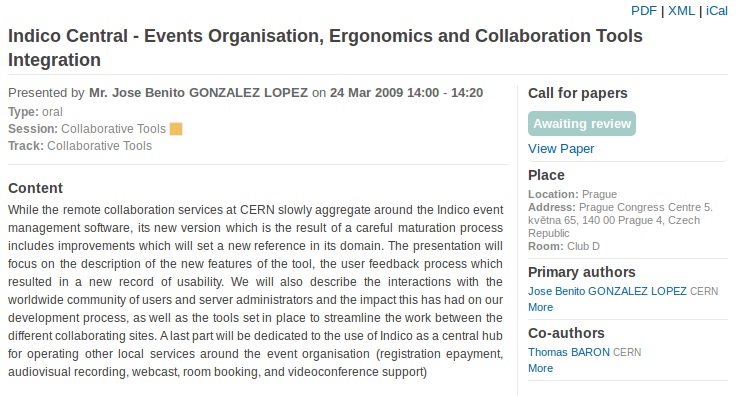 PDF | XML | iCal
Indico Central - Events Organisation, Ergonomics and Collaboration Tools
Integration
Presented by Mr. Jose Benito GONZALEZ LOPEZ on 24 Mar 2009 14:00 - 14:20
Type: oral
Session: Collaborative Tools
Track: Collaborative Tools
Content
While the remote collaboration services at CERN slowly aggregate around the Indico event
management software, its new version which is the result of a careful maturation process
includes improvements which will set a new reference in its domain. The presentation will
focus on the description of the new features of the tool, the user feedback process which
resulted in a new record of usability. We will also describe the interactions with the
worldwide community of users and server administrators and the impact this has had on our
development process, as well as the tools set in place to streamline the work between the
different collaborating sites. A last part will be dedicated to the use of Indico as a central hub
for operating other local services around the event organisation (registration epayment,
audiovisual recording, webcast, room booking, and videoconference support)
Call for papers
Awaiting review
View Paper
Place
Location: Prague
Address: Prague Congress Centre 5.
května 65, 140 00 Prague 4, Czech
Republic
Room: Club D
Primary authors
Jose Benito GONZALEZ LOPEZ CERN
More
Co-authors
Thomas BARON CERN
More